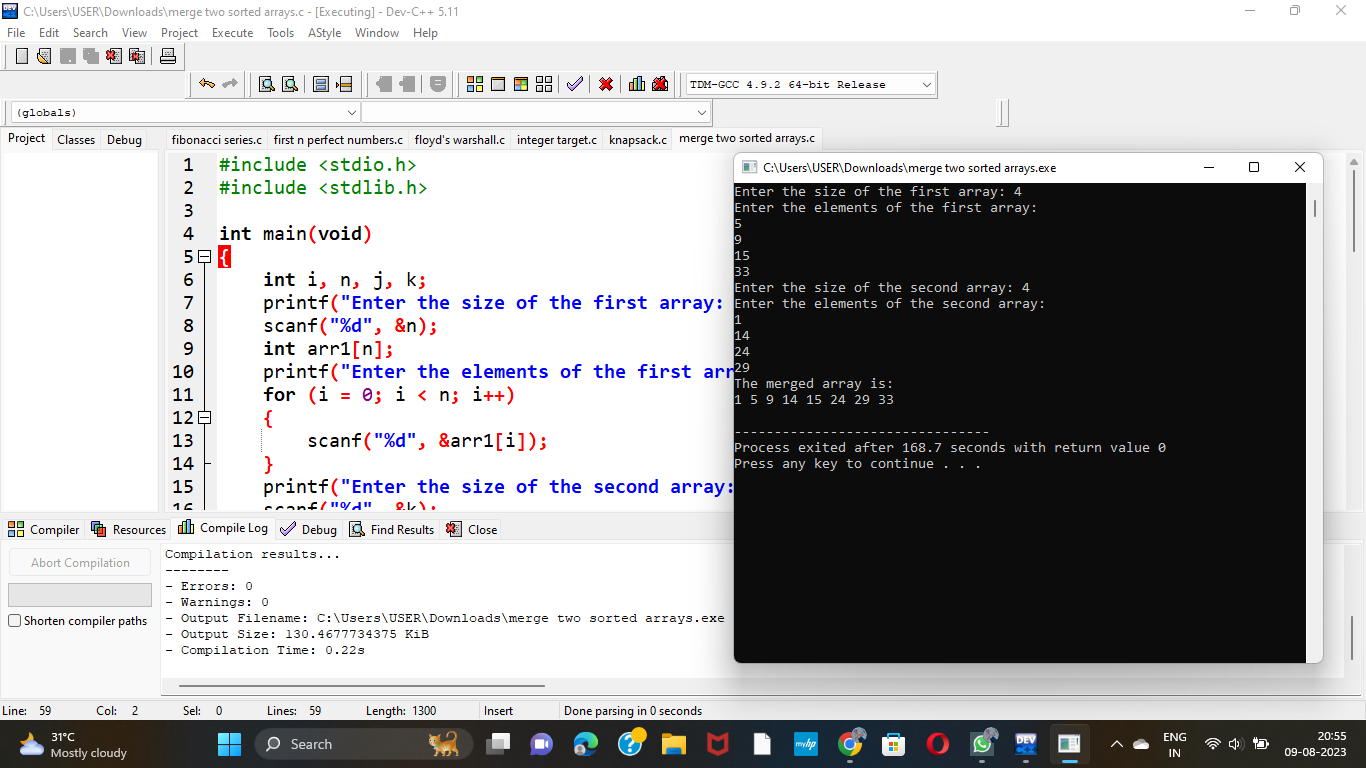 C:\Users\USER\Downloads\merge two sorted arrays.c - [Executing] - Dev-C++ 5.11
File Edit Search View Project Execute Tools AStyle Window Help
TDM-GCC 4.9.2 64-bit Release
(globals)
Project Classes Debug
fibonacci series.c first n perfect numbers.c floyd's warshall.c integer target.c knapsack.c merge two sorted arrays.c
1 #include <stdio.h>
2 #include <stdlib.h>
3
4 int main(void)
5 {
6 int i, n, j, k;
7 printf("Enter the size of the first array:
8 scanf("%d", &n);
9 int arr1[n];
10 printf("Enter the elements of the first arr
11 for (i = 0; i < n; i++)
12 {
13 scanf("%d", &arr1[i]);
14 }
15 printf("Enter the size of the second array:
16 scanf("%d", &k);
C:\Users\USER\Downloads\merge two sorted arrays.exe
Enter the size of the first array: 4
Enter the elements of the first array:
5
9
15
33
Enter the size of the second array: 4
Enter the elements of the second array:
1
14
24
29
The merged array is:
1 5 9 14 15 24 29 33
--------------------------------
Process exited after 168.7 seconds with return value 0
Press any key to continue . . .
Compiler Resources Compile Log Debug Find Results Close
Abort Compilation
Shorten compiler paths
Compilation results...
--------
- Errors: 0
- Warnings: 0
- Output Filename: C:\Users\USER\Downloads\merge two sorted arrays.exe
- Output Size: 130.4677734375 KiB
- Compilation Time: 0.22s
Line: 59 Col: 2 Sel: 0 Lines: 59 Length: 1300 Insert Done parsing in 0 seconds
31°C
Mostly cloudy
Search
myhp
DEV
ENG
IN
20:55
09-08-2023